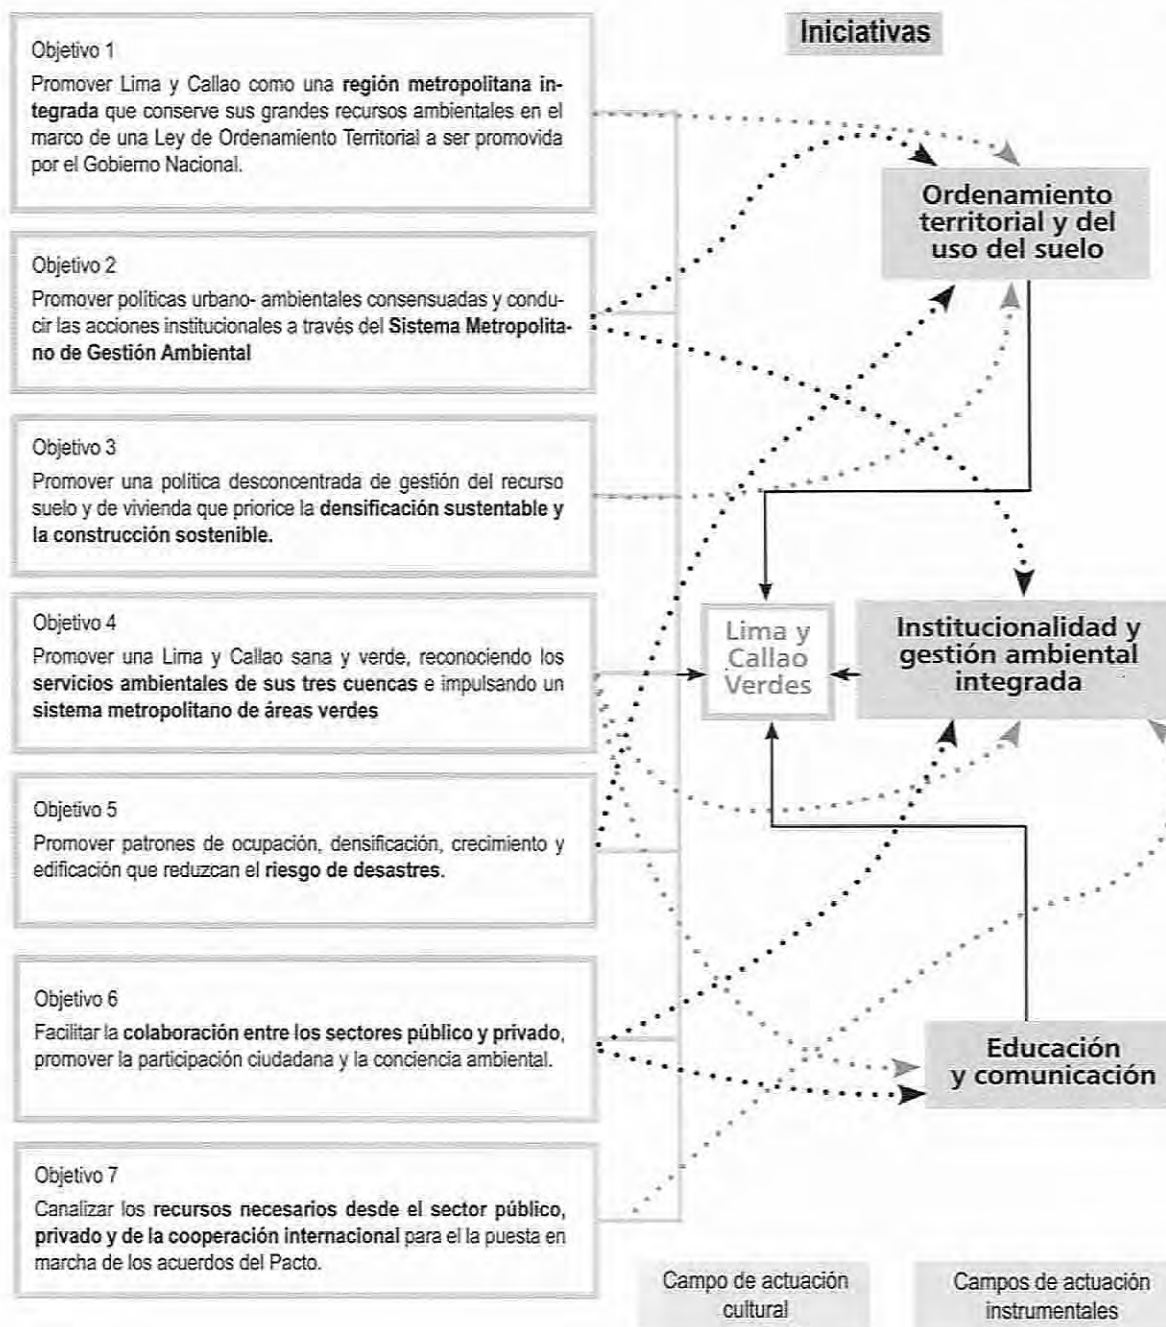 Iniciativas
Objetivo 1
Promover Lima y Callao como una región metropolitana in-
tegrada que conserve sus grandes recursos ambientales en el
marco de una Ley de Ordenamiento Territorial a ser promovida
por el Gobierno Nacional.
Objetivo 2
Promover políticas urbano- ambientales consensuadas y condu-
cir las acciones institucionales a través del Sistema Metropolita-
no de Gestión Ambiental
Objetivo 3
Promover una política desconcentrada de gestión del recurso
suelo y de vivienda que priorice la densificación sustentable y
la construcción sostenible.
Objetivo 4
Promover una Lima y Callao sana y verde, reconociendo los
servicios ambientales de sus tres cuencas e impulsando un
sistema metropolitano de áreas verdes
Objetivo 5
Promover patrones de ocupación, densificación, crecimiento y
edificación que reduzcan el riesgo de desastres.
Objetivo 6
Facilitar la colaboración entre los sectores público y privado,
promover la participación ciudadana y la conciencia ambiental.
Objetivo 7
Canalizar los recursos necesarios desde el sector público,
privado y de la cooperación internacional para el la puesta en
marcha de los acuerdos del Pacto.
Ordenamiento
territorial y del
uso del suelo
Lima y
Callao
Verdes
Institucionalidad y
gestión ambiental
integrada
Educación
y comunicación
Campo de actuación
cultural
Campos de actuación
instrumentales